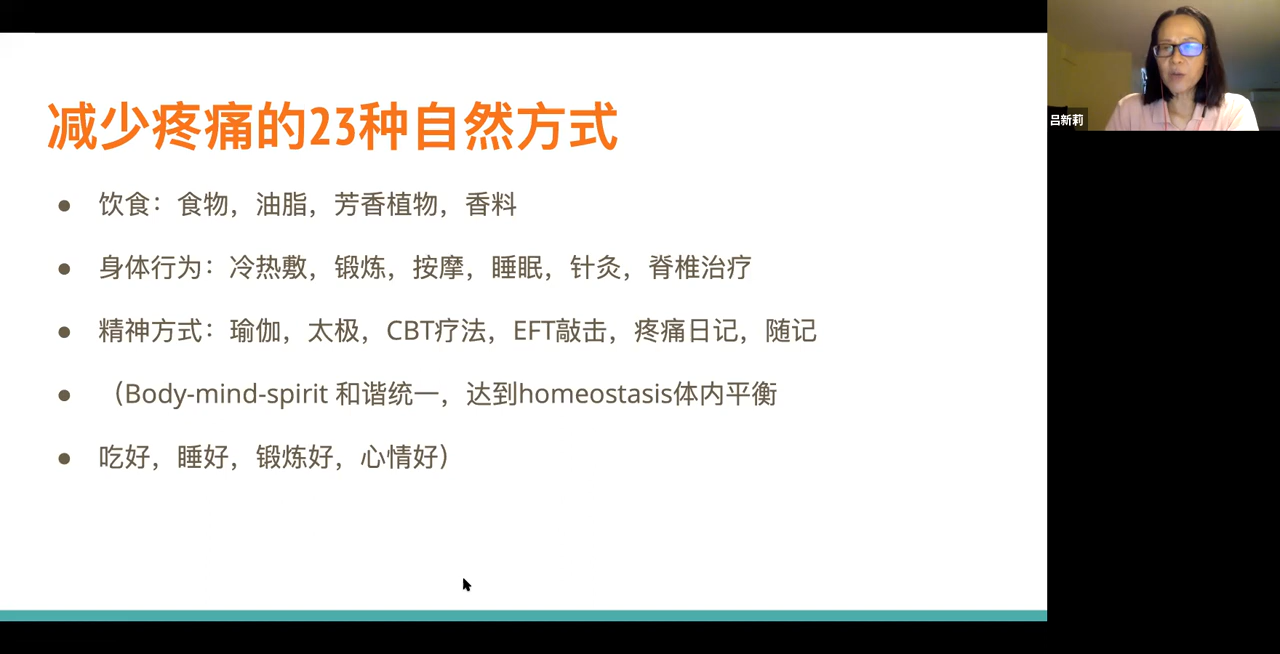 减少疼痛的23种自然方式
● 饮食：食物，油脂，芳香植物，香料
● 身体行为：冷热敷，锻炼，按摩，睡眠，针灸，脊椎治疗
● 精神方式：瑜伽，太极，CBT疗法，EFT敲击，疼痛日记，随记
● （Body-mind-spirit 和谐统一，达到homeostasis体内平衡
● 吃好，睡好，锻炼好，心情好）
吕新莉